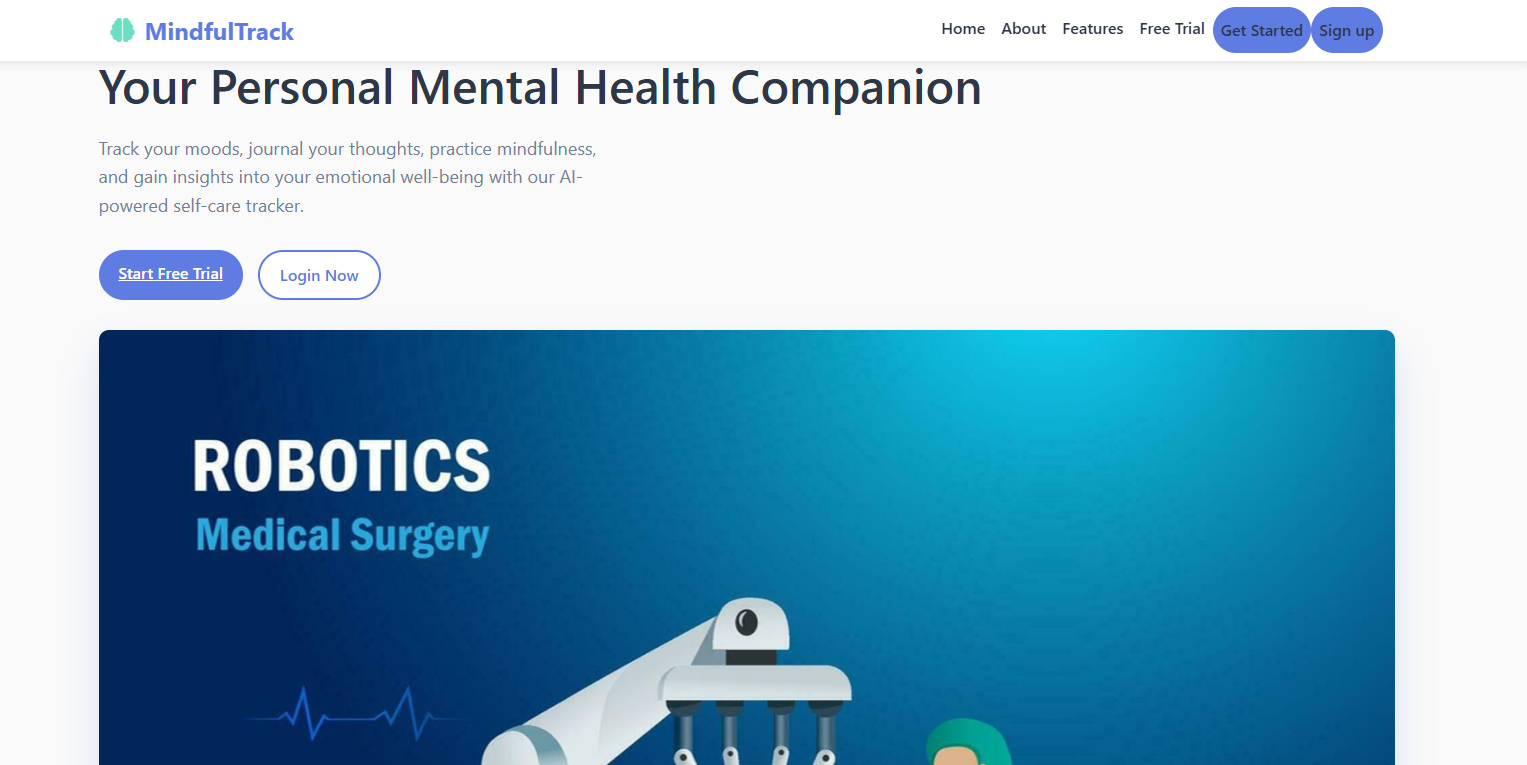 MindfulTrack
Home About Features Free Trial Get Started Sign up
Your Personal Mental Health Companion
Track your moods, journal your thoughts, practice mindfulness,
and gain insights into your emotional well-being with our AI-
powered self-care tracker.
Start Free Trial Login Now
ROBOTICS
Medical Surgery